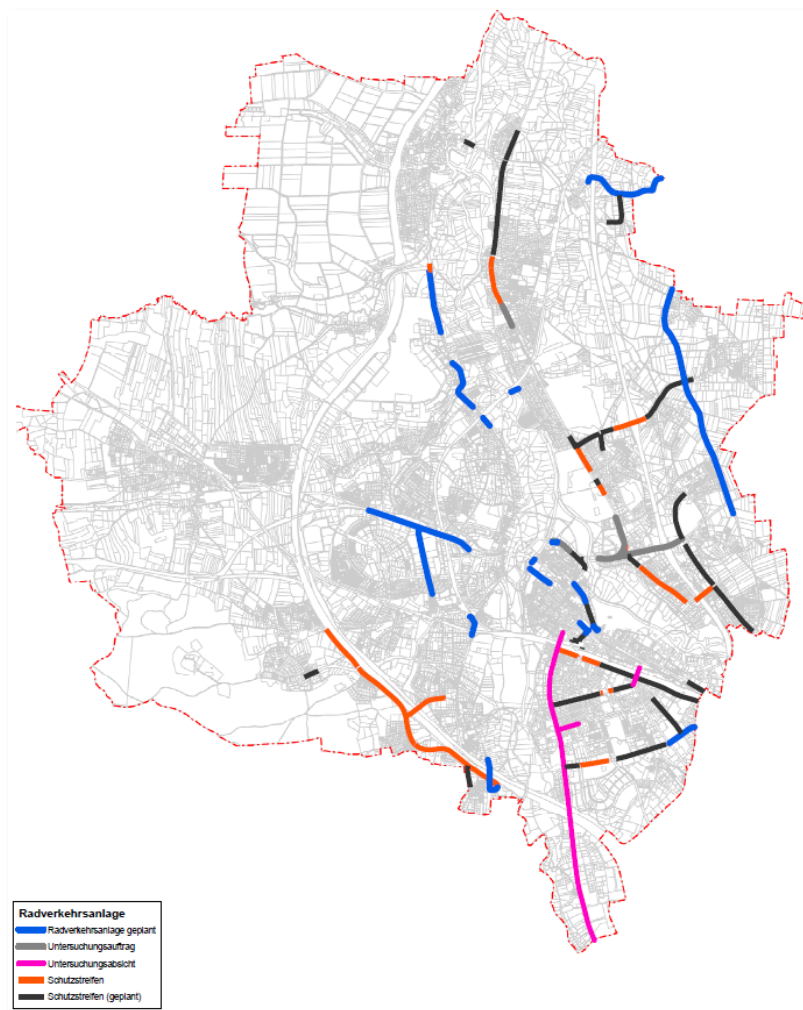 Radverkehrsanlage
Radverkehrsanlage geplant
Untersuchungsauftrag
Untersuchungsabsicht
Schutzstreifen
Schutzstreifen (geplant)